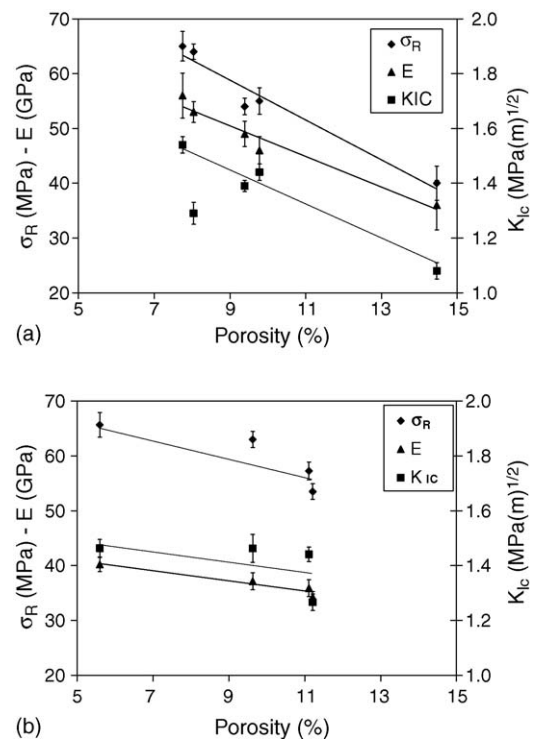 (a)
σR (MPa) - E (GPa)
70
60
50
40
30
20
5 7 9 11 13 15
Porosity (%)
σR
E
KIC
2.0
1.8
1.6
1.4
1.2
1.0
KIc (MPa(m)1/2)
(b)
σR (MPa) - E (GPa)
70
60
50
40
30
20
5 7 9 11 13 15
Porosity (%)
σR
E
KIC
2.0
1.8
1.6
1.4
1.2
1.0
KIc (MPa(m)1/2)